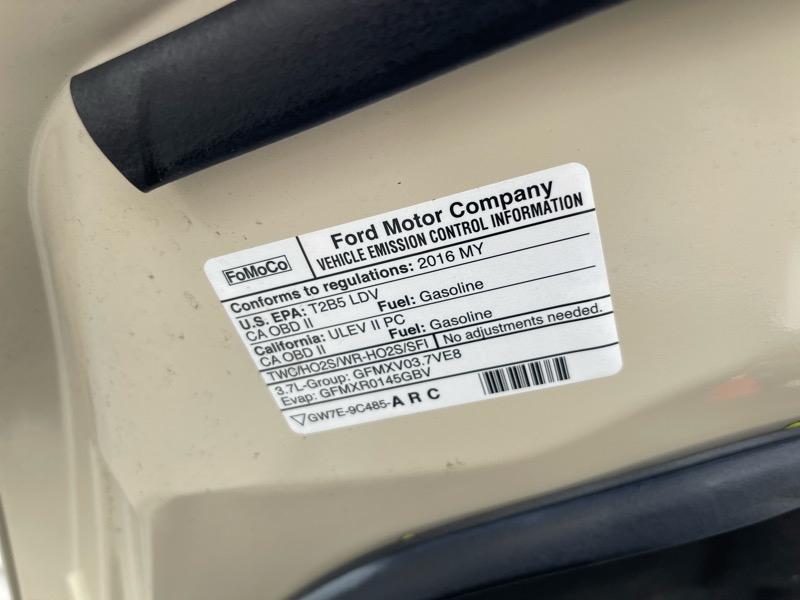 FoMoCo
Ford Motor Company
VEHICLE EMISSION CONTROL INFORMATION
Conforms to regulations: 2016 MY
U.S. EPA: T2B5 LDV Fuel: Gasoline
CA OBD II
California: ULEV II PC Fuel: Gasoline
CA OBD II
TWC/HO2S/WR-HO2S/SFI No adjustments needed.
3.7L-Group: GFMXV03.7VE8
Evap: GFMXR0145GBV
GW7E-9C485-ARC